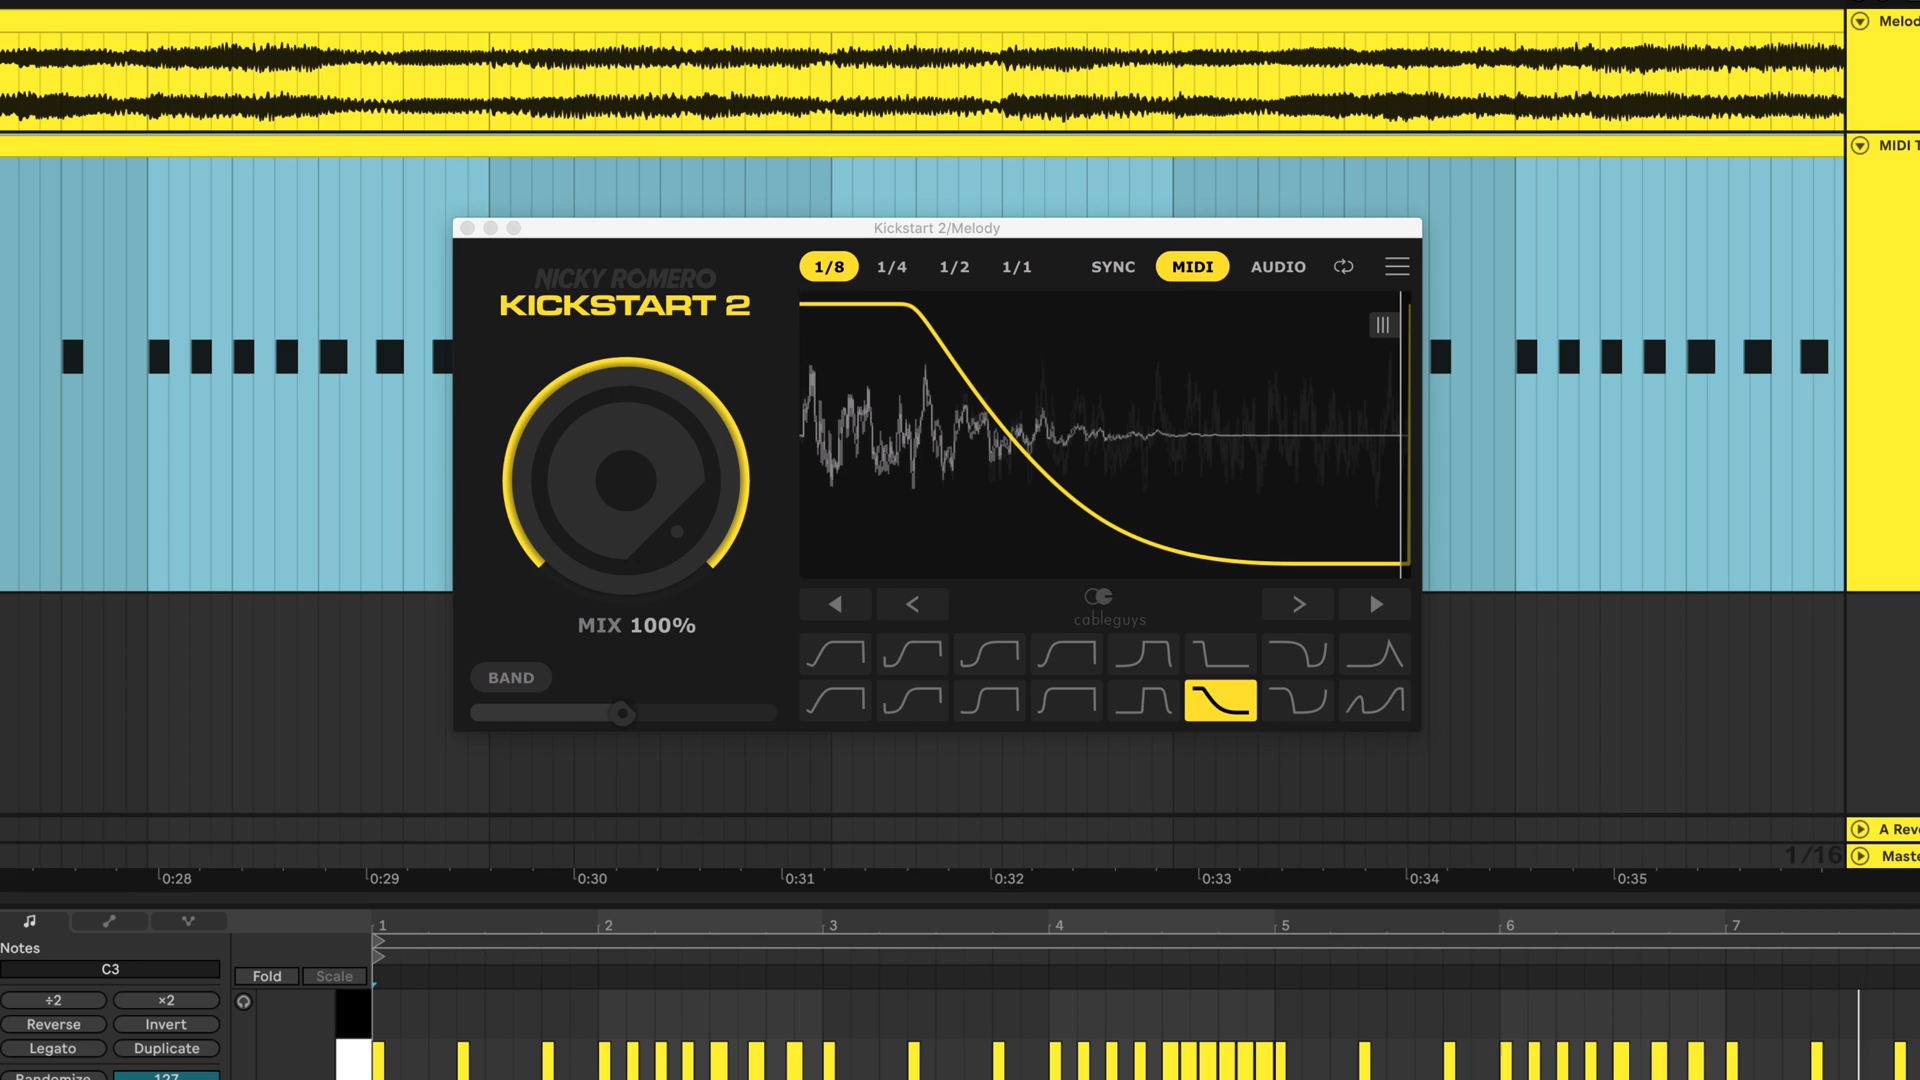 Melod
MIDI T
Kickstart 2/Melody
NICKY ROMERO
KICKSTART 2
1/8 1/4 1/2 1/1 SYNC MIDI AUDIO
MIX 100%
BAND
cableguys
A Rev
1/16
Maste
0:28 0:29 0:30 0:31 0:32 0:33 0:34 0:35
1 2 3 4 5 6 7
Notes
C3
Fold Scale
÷2 ×2
Reverse Invert
Legato Duplicate
Randomize 127